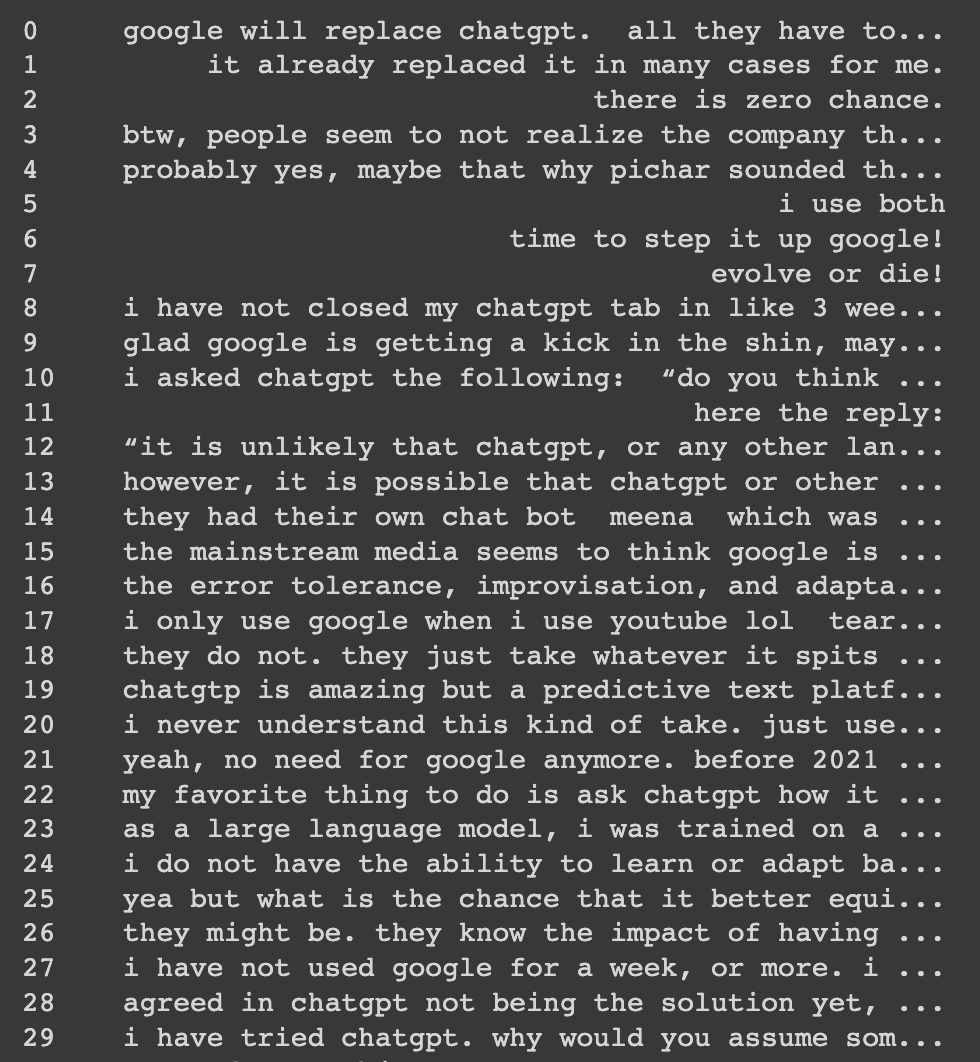 0 google will replace chatgpt.  all they have to...
1 it already replaced it in many cases for me.
2 there is zero chance.
3 btw, people seem to not realize the company th...
4 probably yes, maybe that why pichar sounded th...
5 i use both
6 time to step it up google!
7 evolve or die!
8 i have not closed my chatgpt tab in like 3 wee...
9 glad google is getting a kick in the shin, may...
10 i asked chatgpt the following:  “do you think ...
11 here the reply:
12 “it is unlikely that chatgpt, or any other lan...
13 however, it is possible that chatgpt or other ...
14 they had their own chat bot  meena  which was ...
15 the mainstream media seems to think google is ...
16 the error tolerance, improvisation, and adapta...
17 i only use google when i use youtube lol  tear...
18 they do not. they just take whatever it spits ...
19 chatgtp is amazing but a predictive text platf...
20 i never understand this kind of take. just use...
21 yeah, no need for google anymore. before 2021 ...
22 my favorite thing to do is ask chatgpt how it ...
23 as a large language model, i was trained on a ...
24 i do not have the ability to learn or adapt ba...
25 yea but what is the chance that it better equi...
26 they might be. they know the impact of having ...
27 i have not used google for a week, or more. i ...
28 agreed in chatgpt not being the solution yet, ...
29 i have tried chatgpt. why would you assume som...